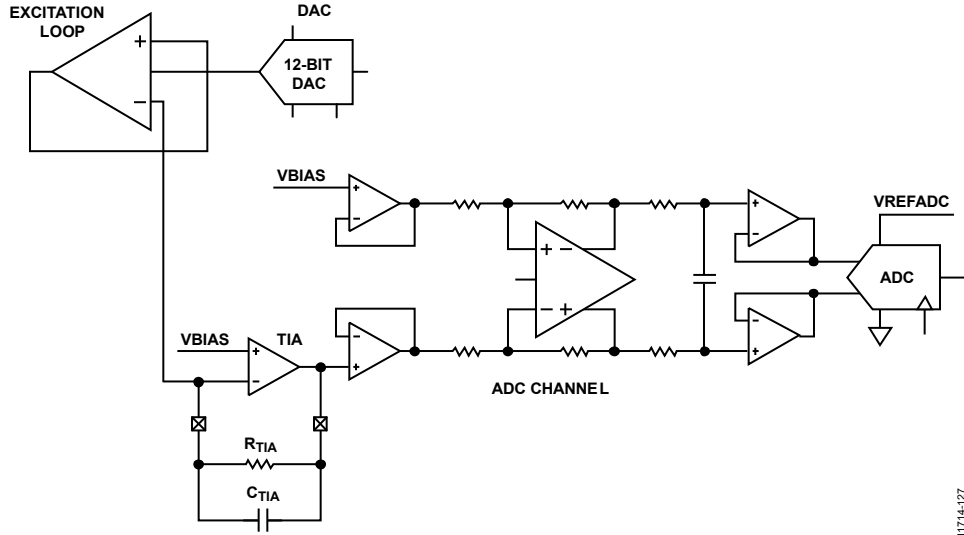 EXCITATION
LOOP
DAC
12-BIT
DAC
+
−
VBIAS
+
−
VREFADC
+
−
+ −
− +
ADC
VBIAS
TIA
+
−
−
+
−
+
ADC CHANNEL
RTIA
CTIA
11714-127